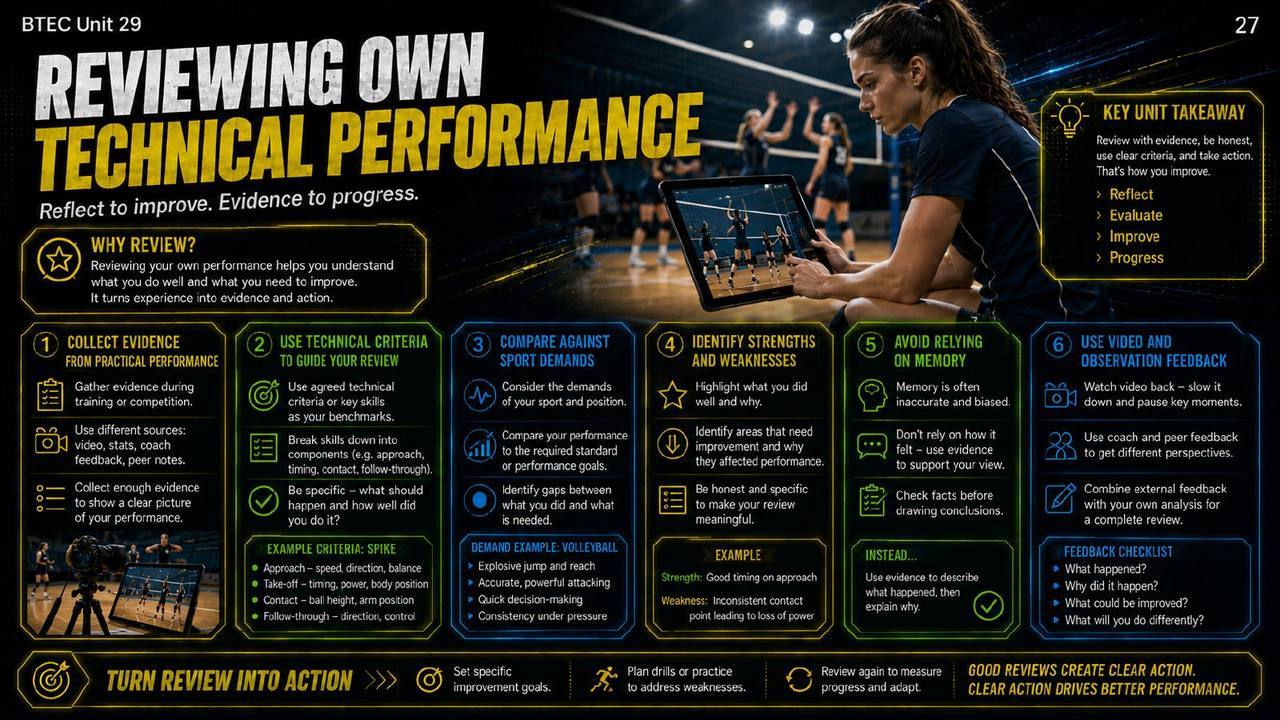 BTEC Unit 29
27
REVIEWING OWN
TECHNICAL PERFORMANCE
Reflect to improve. Evidence to progress.
KEY UNIT TAKEAWAY
Review with evidence, be honest,
use clear criteria, and take action.
That's how you improve.
› Reflect
› Evaluate
› Improve
› Progress
WHY REVIEW?
Reviewing your own performance helps you understand
what you do well and what you need to improve.
It turns experience into evidence and action.
1 COLLECT EVIDENCE
FROM PRACTICAL PERFORMANCE
Gather evidence during
training or competition.
Use different sources:
video, stats, coach
feedback, peer notes.
Collect enough evidence
to show a clear picture
of your performance.
2 USE TECHNICAL CRITERIA
TO GUIDE YOUR REVIEW
Use agreed technical
criteria or key skills
as your benchmarks.
Break skills down into
components (e.g. approach,
timing, contact, follow-through).
Be specific – what should
happen and how well did
you do it?
EXAMPLE CRITERIA: SPIKE
• Approach – speed, direction, balance
• Take-off – timing, power, body position
• Contact – ball height, arm position
• Follow-through – direction, control
3 COMPARE AGAINST
SPORT DEMANDS
Consider the demands
of your sport and position.
Compare your performance
to the required standard
or performance goals.
Identify gaps between
what you did and what
is needed.
DEMAND EXAMPLE: VOLLEYBALL
Explosive jump and reach
Accurate, powerful attacking
Quick decision-making
Consistency under pressure
4 IDENTIFY STRENGTHS
AND WEAKNESSES
Highlight what you did
well and why.
Identify areas that need
improvement and why
they affected performance.
Be honest and specific
to make your review
meaningful.
EXAMPLE
Strength: Good timing on approach
Weakness: Inconsistent contact
point leading to loss of power
5 AVOID RELYING
ON MEMORY
Memory is often
inaccurate and biased.
Don't rely on how it
felt – use evidence
to support your view.
Check facts before
drawing conclusions.
INSTEAD...
Use evidence to describe
what happened, then
explain why.
6 USE VIDEO AND
OBSERVATION FEEDBACK
Watch video back – slow it
down and pause key moments.
Use coach and peer feedback
to get different perspectives.
Combine external feedback
with your own analysis for
a complete review.
FEEDBACK CHECKLIST
What happened?
Why did it happen?
What could be improved?
What will you do differently?
TURN REVIEW INTO ACTION
Set specific
improvement goals.
Plan drills or practice
to address weaknesses.
Review again to measure
progress and adapt.
GOOD REVIEWS CREATE CLEAR ACTION.
CLEAR ACTION DRIVES BETTER PERFORMANCE.